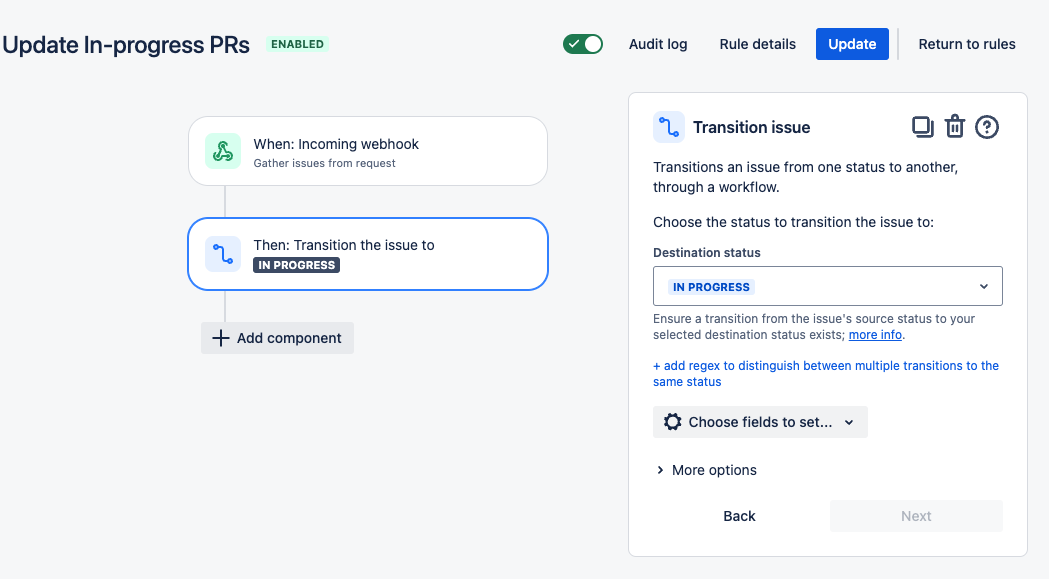 Update In-progress PRs ENABLED Audit log Rule details Update Return to rules
When: Incoming webhook
Gather issues from request
Then: Transition the issue to
IN PROGRESS
Add component
Transition issue
Transitions an issue from one status to another,
through a workflow.
Choose the status to transition the issue to:
Destination status
IN PROGRESS
Ensure a transition from the issue's source status to your
selected destination status exists; more info.
+ add regex to distinguish between multiple transitions to the
same status
Choose fields to set...
More options
Back Next